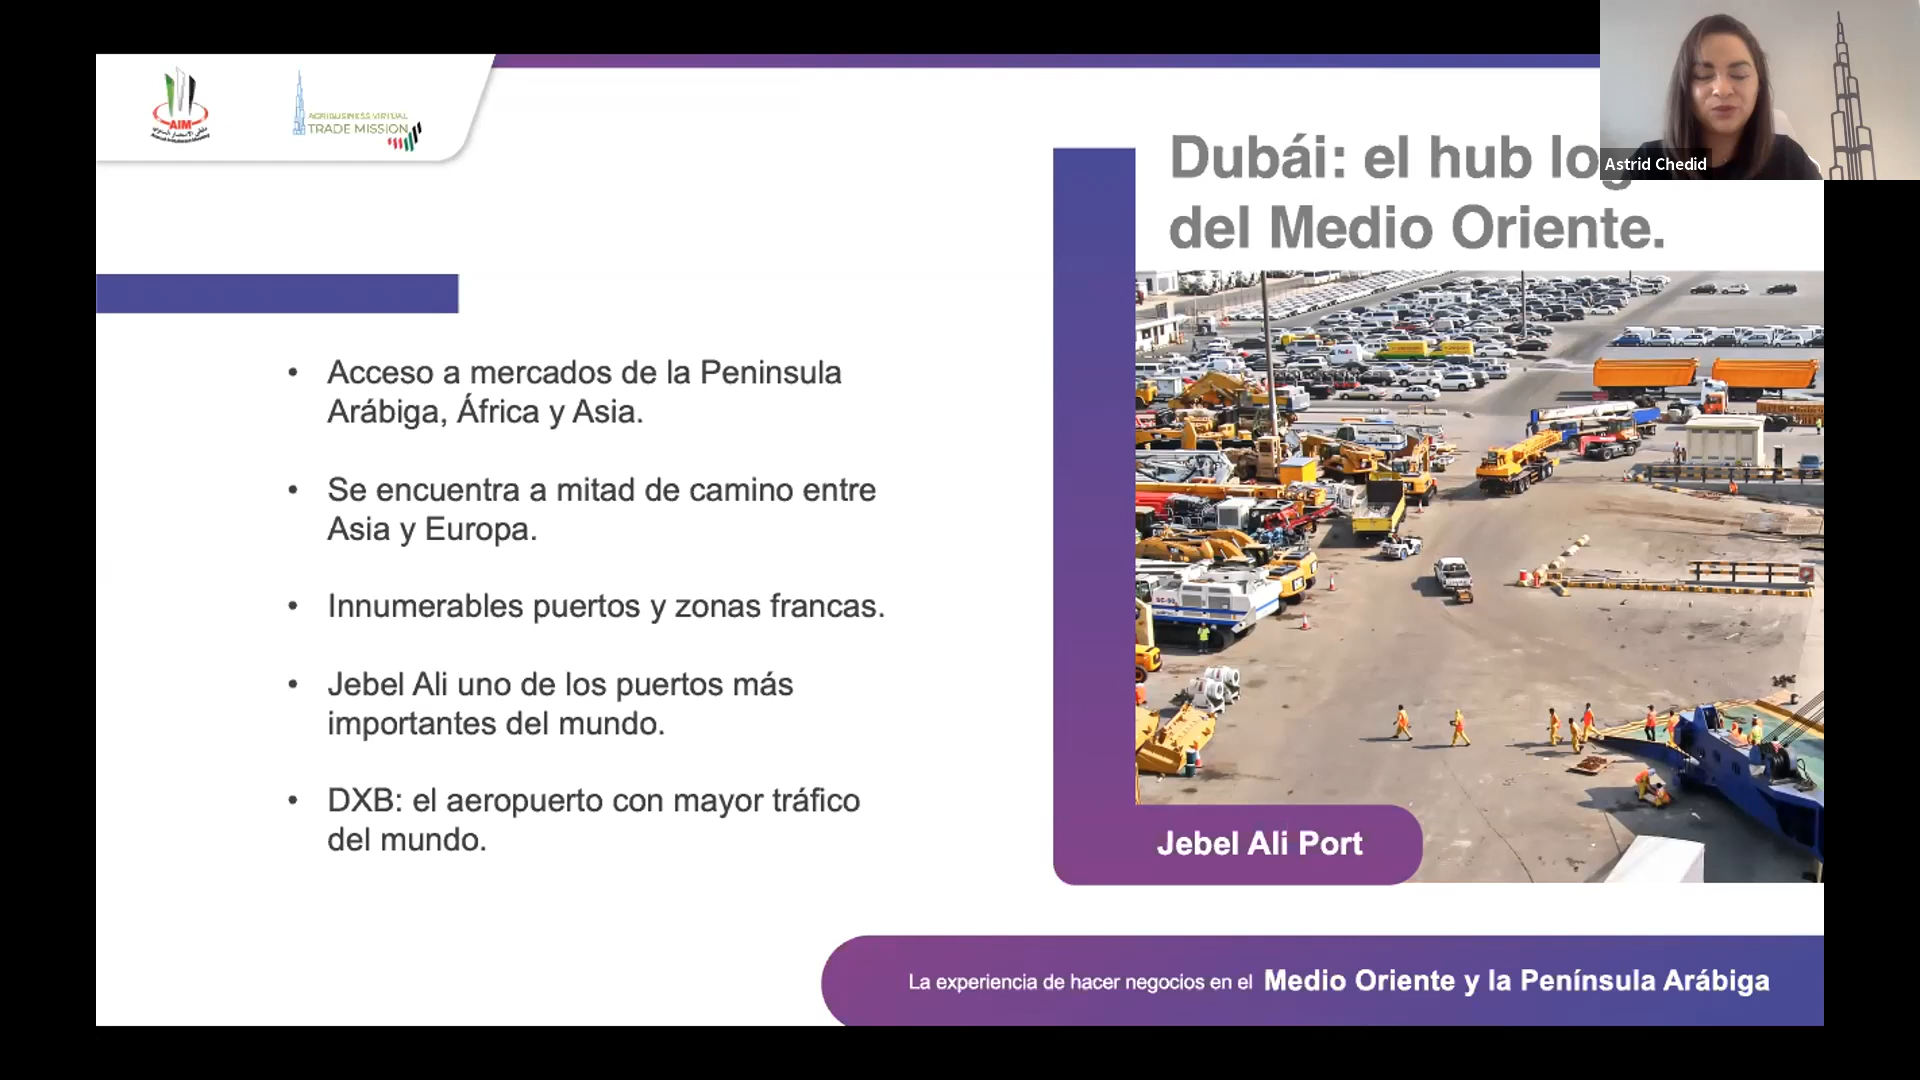 AIM
AGRIBUSINESS VIRTUAL
TRADE MISSION
Astrid Chedid
Dubái: el hub
del Medio Oriente.
• Acceso a mercados de la Peninsula
Arábiga, África y Asia.
• Se encuentra a mitad de camino entre
Asia y Europa.
• Innumerables puertos y zonas francas.
• Jebel Ali uno de los puertos más
importantes del mundo.
• DXB: el aeropuerto con mayor tráfico
del mundo.
Jebel Ali Port
La experiencia de hacer negocios en el Medio Oriente y la Península Arábiga